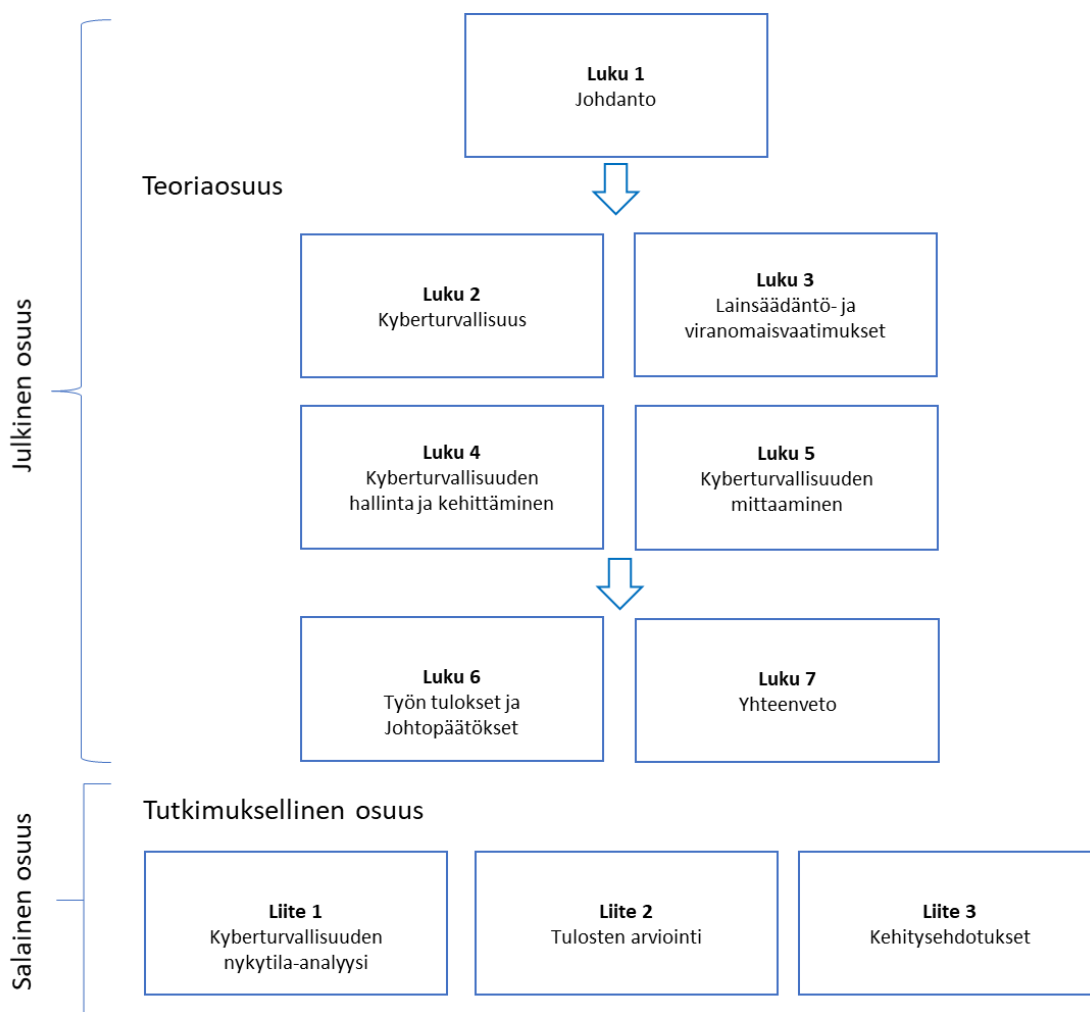 Julkinen osuus
Luku 1
Johdanto
Teoriaosuus
Luku 2
Kyberturvallisuus
Luku 3
Lainsäädäntö- ja
viranomaisvaatimukset
Luku 4
Kyberturvallisuuden
hallinta ja kehittäminen
Luku 5
Kyberturvallisuuden
mittaaminen
Luku 6
Työn tulokset ja
Johtopäätökset
Luku 7
Yhteenveto
Salainen osuus
Tutkimuksellinen osuus
Liite 1
Kyberturvallisuuden
nykytila-analyysi
Liite 2
Tulosten arviointi
Liite 3
Kehitysehdotukset